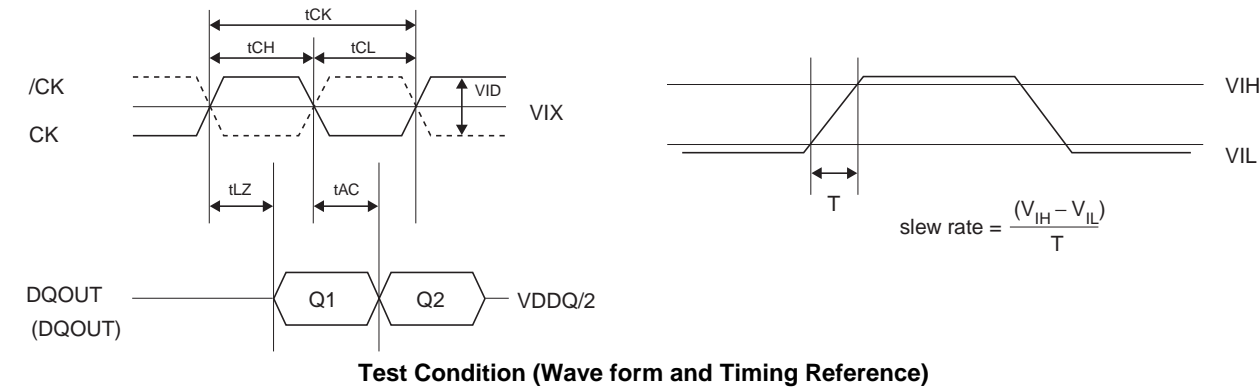 tCK
tCH
tCL
/CK
VID
VIX
CK
tLZ
tAC
DQOUT
(DQOUT)
Q1
Q2
VDDQ/2
VIH
VIL
T
slew rate = (VIH – VIL)
T
Test Condition (Wave form and Timing Reference)